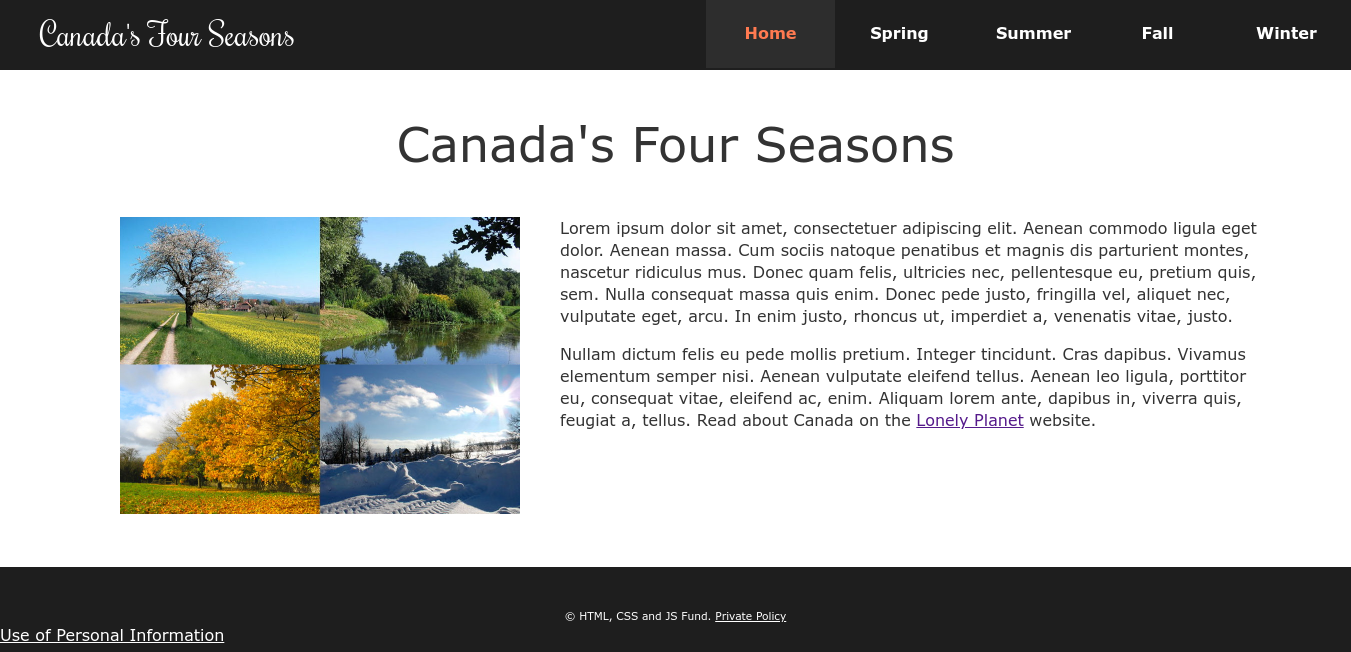 Canada's Four Seasons
Home Spring Summer Fall Winter
Canada's Four Seasons
Lorem ipsum dolor sit amet, consectetuer adipiscing elit. Aenean commodo ligula eget
dolor. Aenean massa. Cum sociis natoque penatibus et magnis dis parturient montes,
nascetur ridiculus mus. Donec quam felis, ultricies nec, pellentesque eu, pretium quis,
sem. Nulla consequat massa quis enim. Donec pede justo, fringilla vel, aliquet nec,
vulputate eget, arcu. In enim justo, rhoncus ut, imperdiet a, venenatis vitae, justo.
Nullam dictum felis eu pede mollis pretium. Integer tincidunt. Cras dapibus. Vivamus
elementum semper nisi. Aenean vulputate eleifend tellus. Aenean leo ligula, porttitor
eu, consequat vitae, eleifend ac, enim. Aliquam lorem ante, dapibus in, viverra quis,
feugiat a, tellus. Read about Canada on the Lonely Planet website.
© HTML, CSS and JS Fund. Private Policy
Use of Personal Information